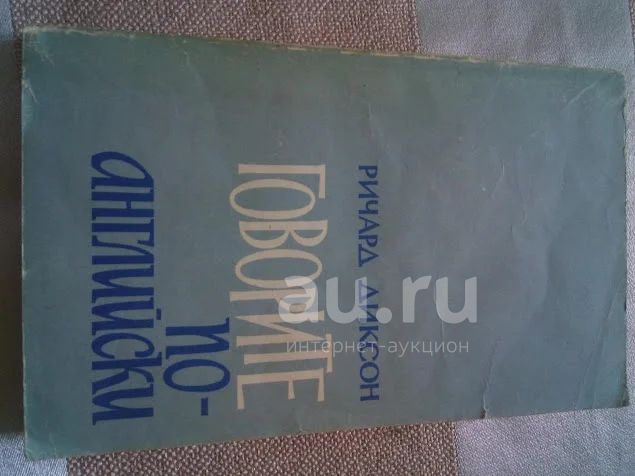 РИЧАРД ДИКСОН
ГОВОРИТЕ
ПО-
АНГЛИЙСКИ
au.ru
интернет-аукцион